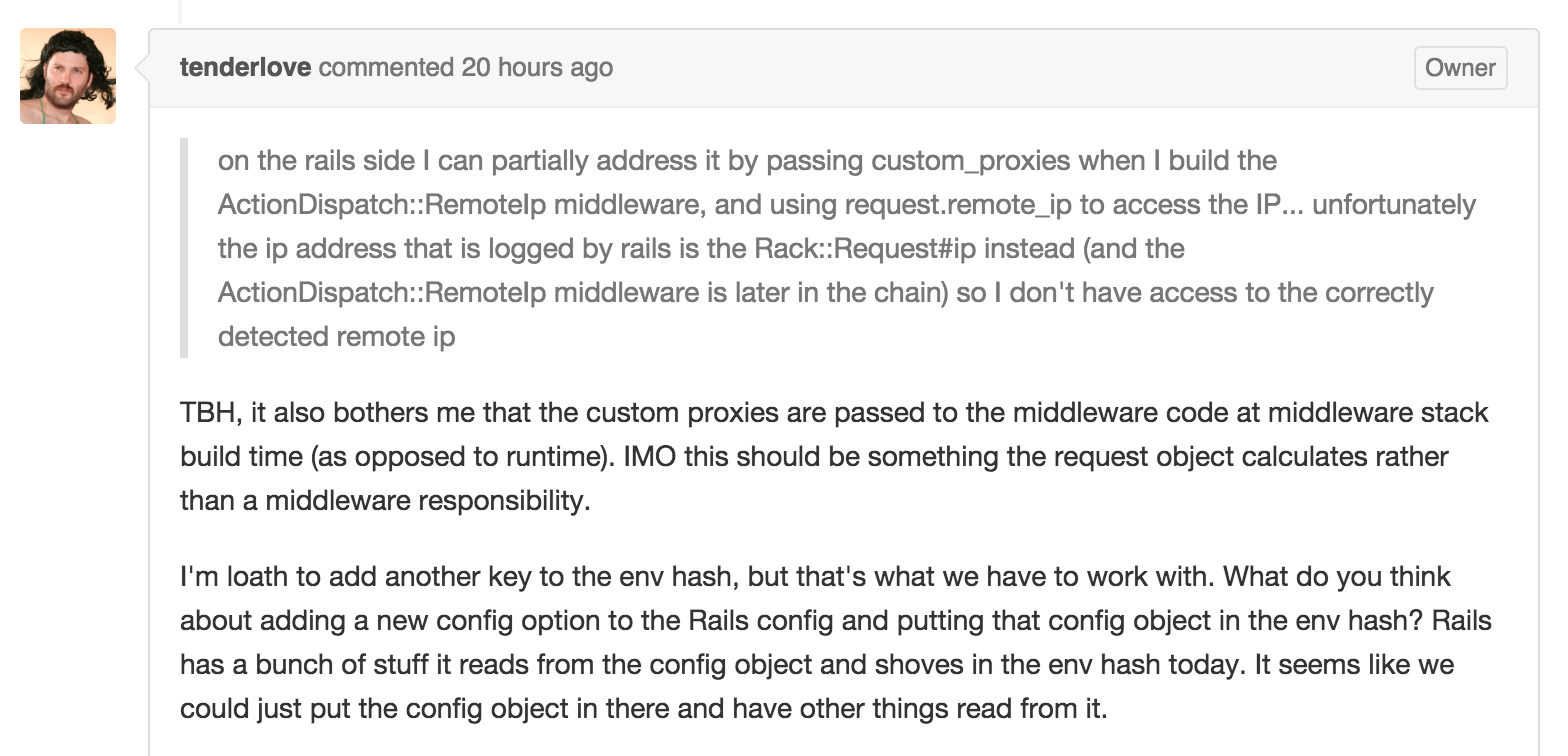 tenderlove commented 20 hours ago
Owner
on the rails side I can partially address it by passing custom_proxies when I build the
ActionDispatch::RemoteIp middleware, and using request.remote_ip to access the IP... unfortunately
the ip address that is logged by rails is the Rack::Request#ip instead (and the
ActionDispatch::RemoteIp middleware is later in the chain) so I don't have access to the correctly
detected remote ip
TBH, it also bothers me that the custom proxies are passed to the middleware code at middleware stack
build time (as opposed to runtime). IMO this should be something the request object calculates rather
than a middleware responsibility.
I'm loath to add another key to the env hash, but that's what we have to work with. What do you think
about adding a new config option to the Rails config and putting that config object in the env hash? Rails
has a bunch of stuff it reads from the config object and shoves in the env hash today. It seems like we
could just put the config object in there and have other things read from it.